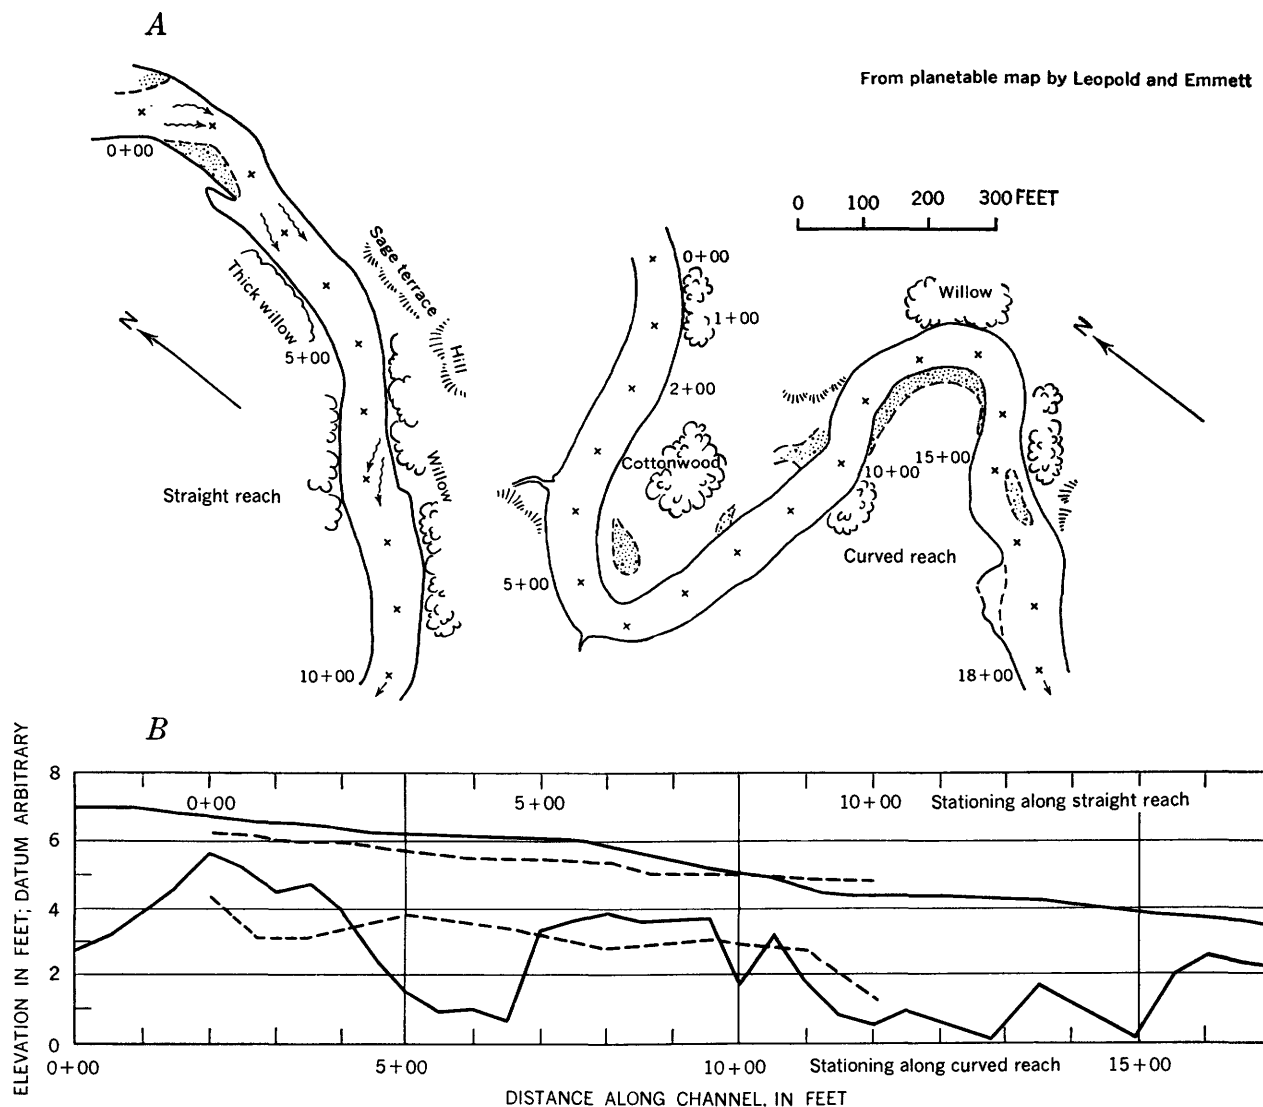 A
From planetable map by Leopold and Emmett
0+00
0 100 200 300 FEET
Sage terrace
Thick willow
N
Hill
5+00
0+00
1+00
2+00
Willow
N
Cottonwood
15+00
10+00
Willow
Straight reach
Curved reach
5+00
10+00
18+00
B
ELEVATION IN FEET; DATUM ARBITRARY
8
6
4
2
0
0+00 5+00 10+00 Stationing along straight reach
0+00 5+00 10+00 Stationing along curved reach 15+00
DISTANCE ALONG CHANNEL, IN FEET